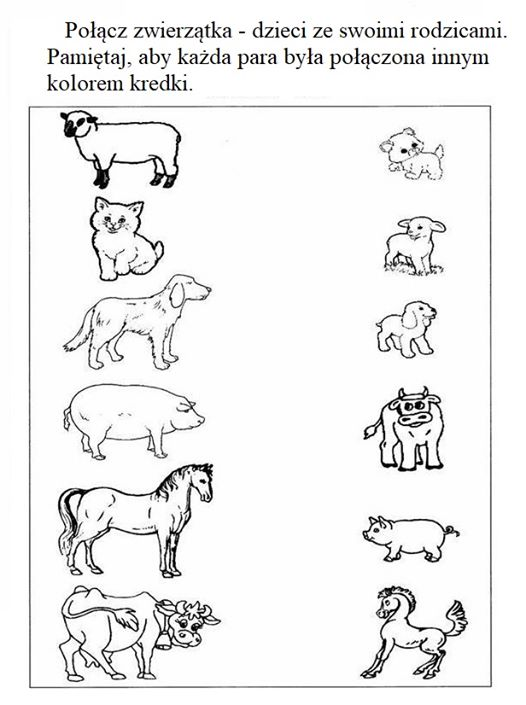 Połącz zwierzątka - dzieci ze swoimi rodzicami.
Pamiętaj, aby każda para była połączona innym
kolorem kredki.